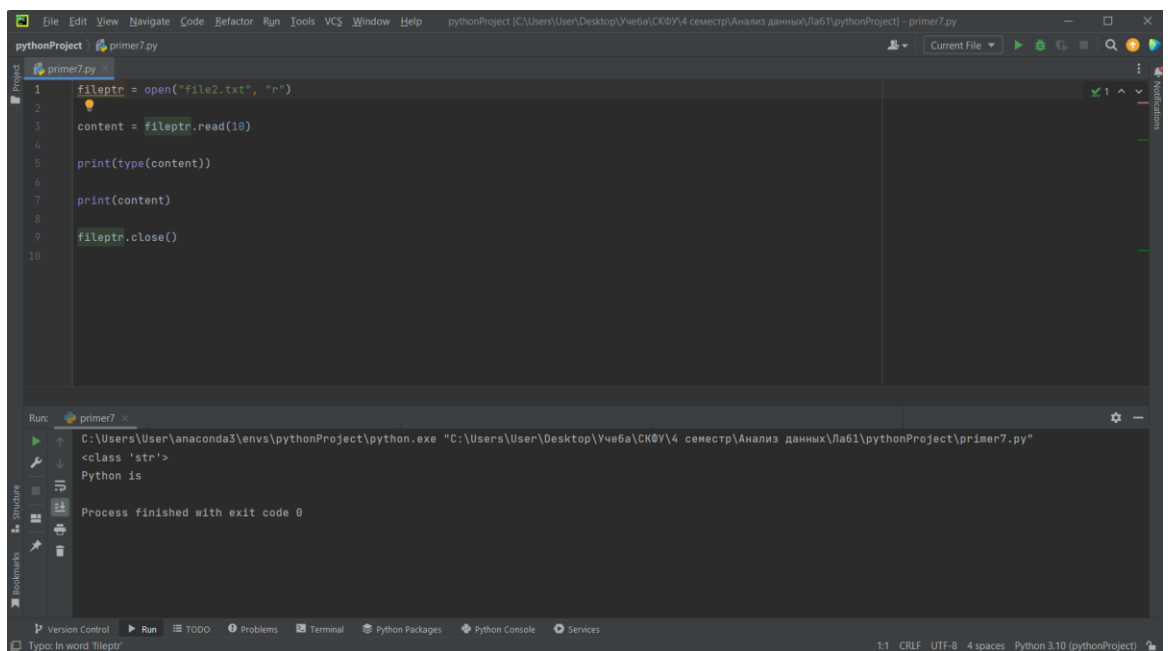 File Edit View Navigate Code Refactor Run Tools VCS Window Help pythonProject [C:\Users\User\Desktop\Учеба\СКФУ\4 семестр\Анализ данных\Лаб1\pythonProject] - primer7.py
pythonProject primer7.py Current File
primer7.py
Project
Notifications
1 fileptr = open("file2.txt", "r")
1
2
3 content = fileptr.read(10)
4
5 print(type(content))
6
7 print(content)
8
9 fileptr.close()
10
Run: primer7
C:\Users\User\anaconda3\envs\pythonProject\python.exe "C:\Users\User\Desktop\Учеба\СКФУ\4 семестр\Анализ данных\Лаб1\pythonProject\primer7.py"
<class 'str'>
Python is
Process finished with exit code 0
Structure
Bookmarks
Version Control Run TODO Problems Terminal Python Packages Python Console Services
Typo: In word 'fileptr' 1:1 CRLF UTF-8 4 spaces Python 3.10 (pythonProject)